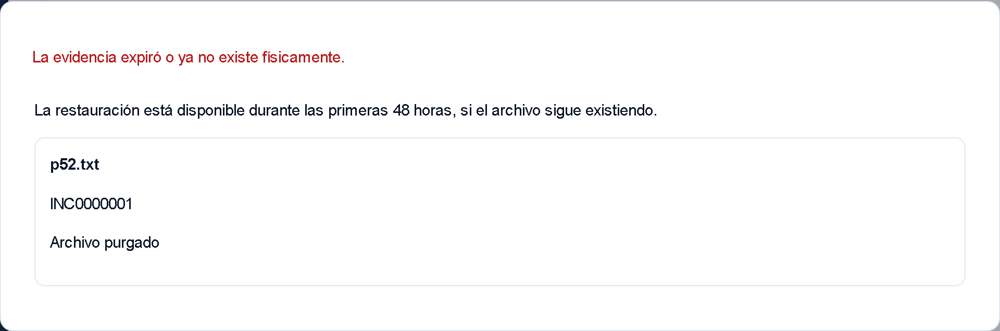 La evidencia expiró o ya no existe físicamente.
La restauración está disponible durante las primeras 48 horas, si el archivo sigue existiendo.
p52.txt
INC0000001
Archivo purgado